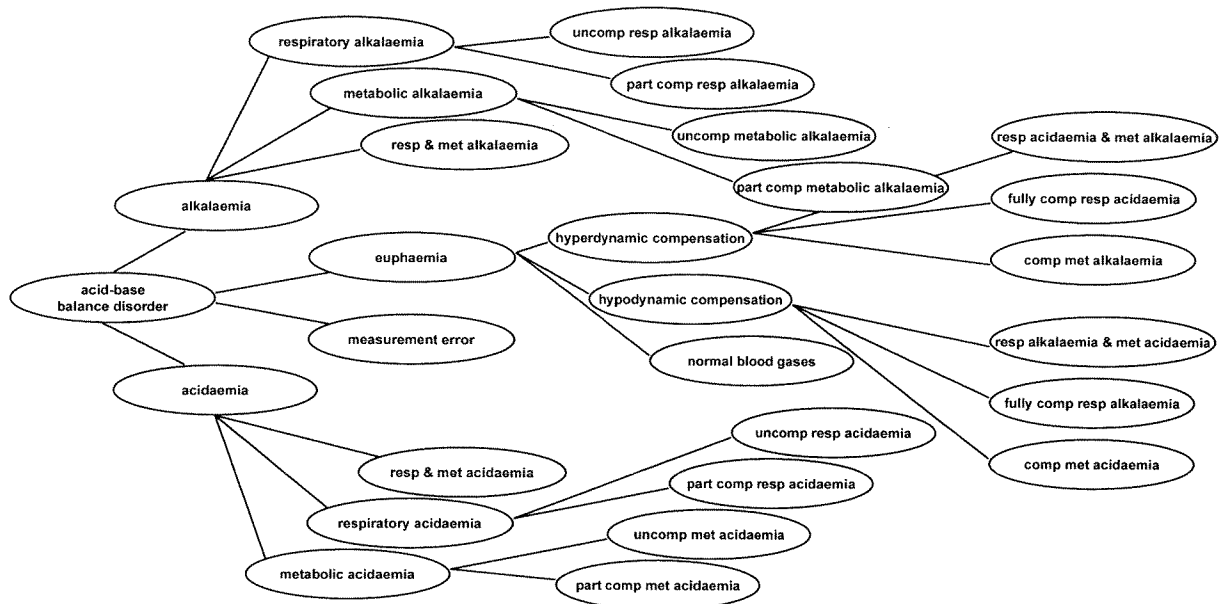 respiratory alkalaemia
uncomp resp alkalaemia
part comp resp alkalaemia
metabolic alkalaemia
uncomp metabolic alkalaemia
resp & met alkalaemia
resp acidaemia & met alkalaemia
part comp metabolic alkalaemia
fully comp resp acidaemia
alkalaemia
hyperdynamic compensation
euphaemia
comp met alkalaemia
acid-base
balance disorder
hypodynamic compensation
measurement error
resp alkalaemia & met acidaemia
normal blood gases
acidaemia
fully comp resp alkalaemia
uncomp resp acidaemia
comp met acidaemia
resp & met acidaemia
part comp resp acidaemia
respiratory acidaemia
uncomp met acidaemia
metabolic acidaemia
part comp met acidaemia